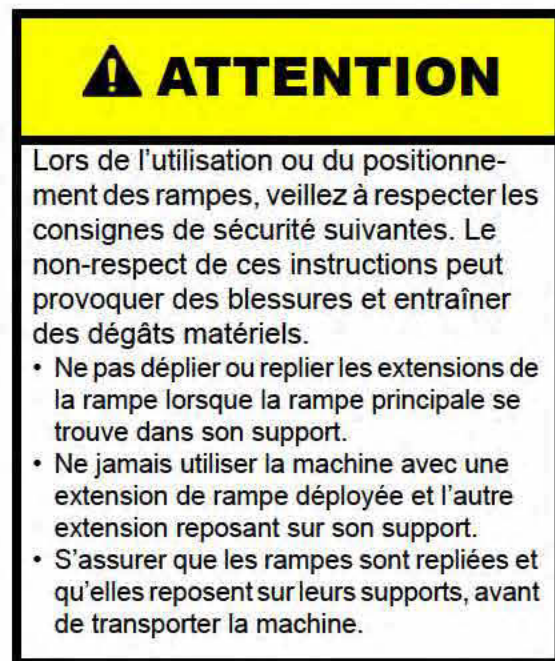 ATTENTION
Lors de l'utilisation ou du positionne-
ment des rampes, veillez à respecter les
consignes de sécurité suivantes. Le
non-respect de ces instructions peut
provoquer des blessures et entraîner
des dégâts matériels.
• Ne pas déplier ou replier les extensions de
la rampe lorsque la rampe principale se
trouve dans son support.
• Ne jamais utiliser la machine avec une
extension de rampe déployée et l'autre
extension reposant sur son support.
• S'assurer que les rampes sont repliées et
qu'elles reposent sur leurs supports, avant
de transporter la machine.